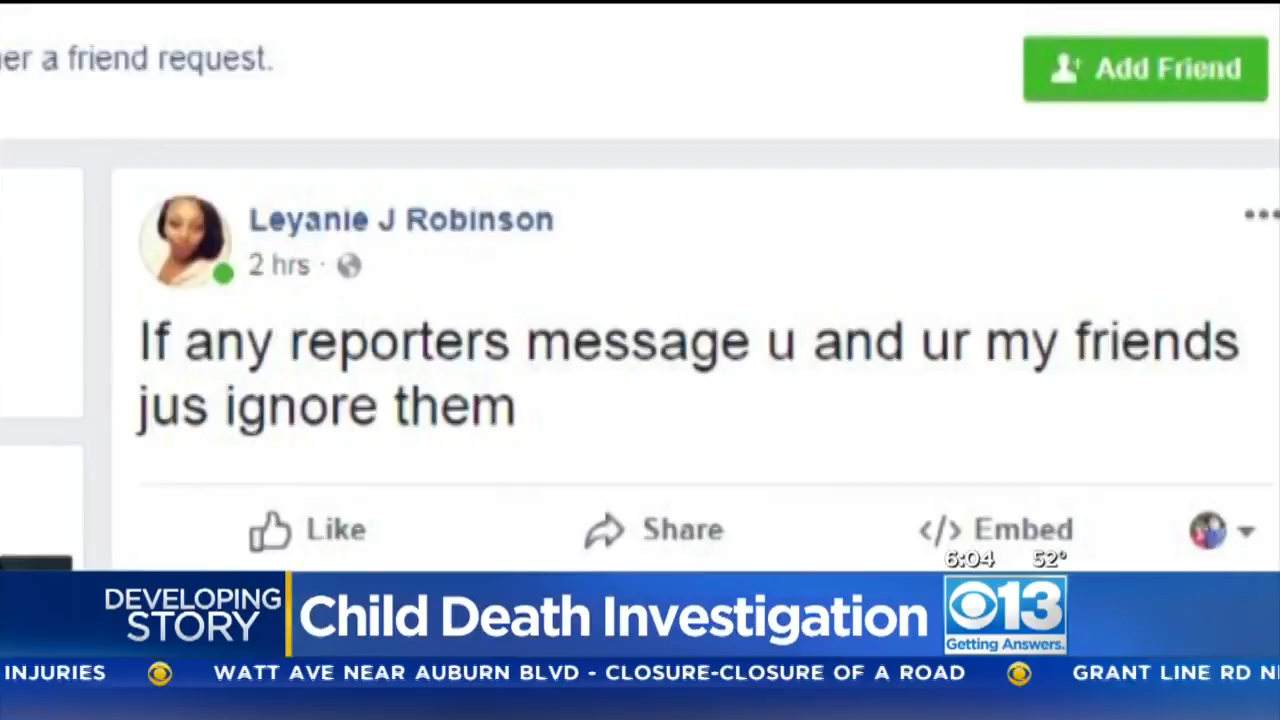 er a friend request.
Add Friend
Leyanie J Robinson
2 hrs ·
If any reporters message u and ur my friends
jus ignore them
Like
Share
</> Embed
6:04 52°
DEVELOPING
STORY
Child Death Investigation
13
Getting Answers.
INJURIES WATT AVE NEAR AUBURN BLVD - CLOSURE-CLOSURE OF A ROAD GRANT LINE RD N